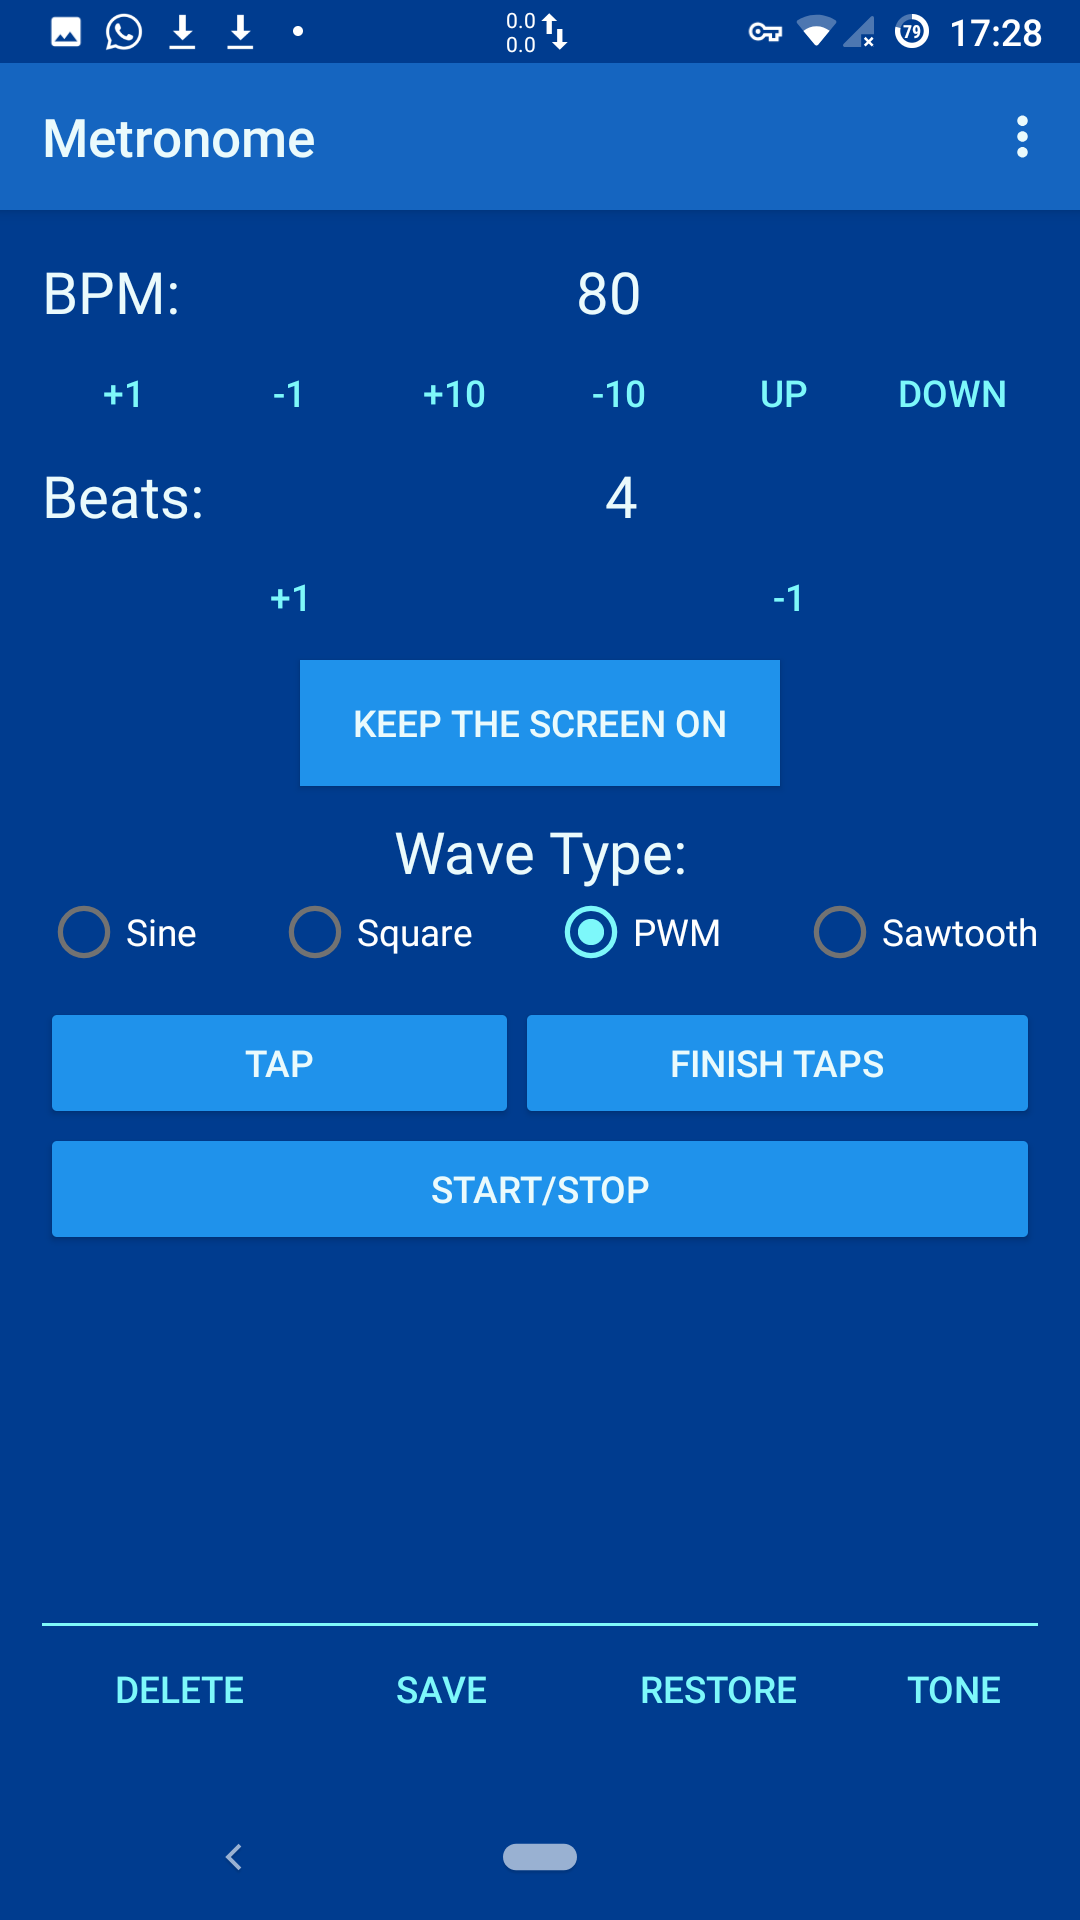 0.0
0.0
79
17:28
Metronome
BPM: 80
+1 -1 +10 -10 UP DOWN
Beats: 4
+1 -1
KEEP THE SCREEN ON
Wave Type:
Sine Square PWM Sawtooth
TAP FINISH TAPS
START/STOP
DELETE SAVE RESTORE TONE